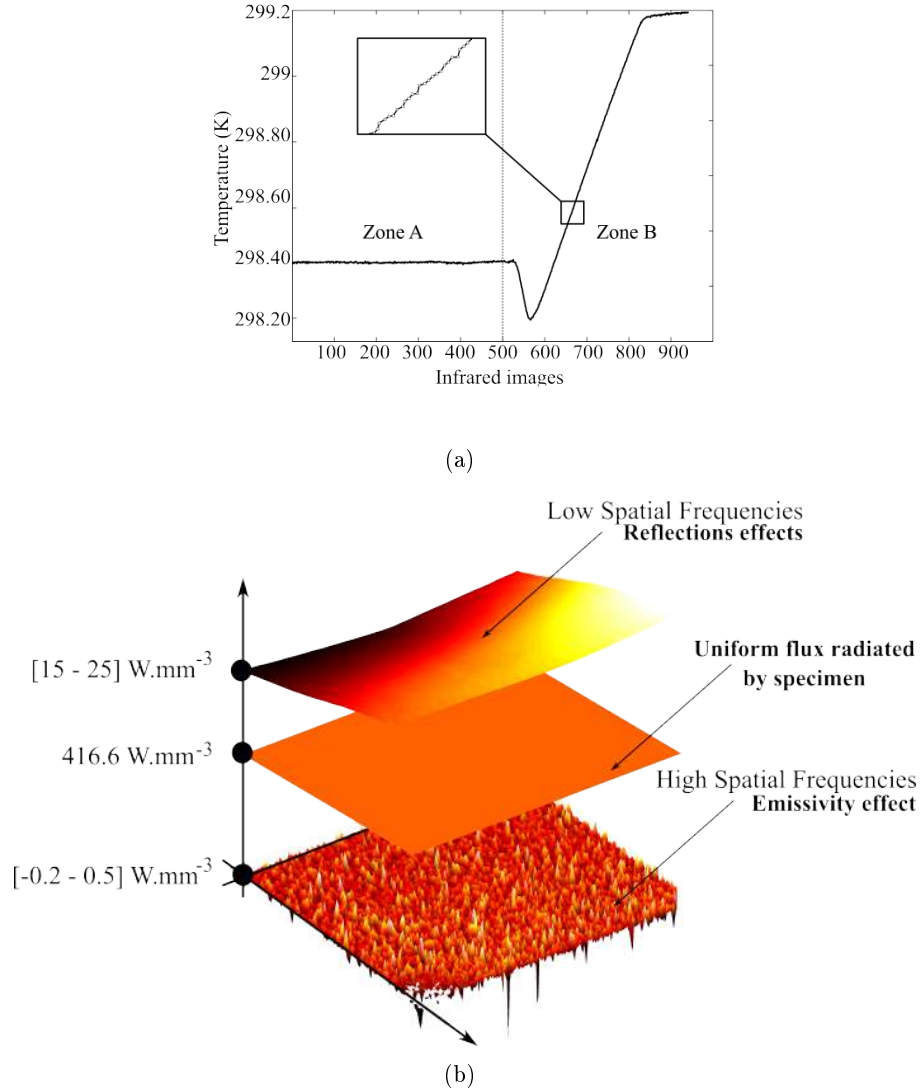 299.2
299
298.80
298.60
298.40
298.20
Temperature (K)
Zone A
Zone B
100 200 300 400 500 600 700 800 900
Infrared images
(a)
Low Spatial Frequencies
Reflections effects
[15 - 25] W.mm⁻³
Uniform flux radiated
by specimen
416.6 W.mm⁻³
High Spatial Frequencies
Emissivity effect
[-0.2 - 0.5] W.mm⁻³
(b)